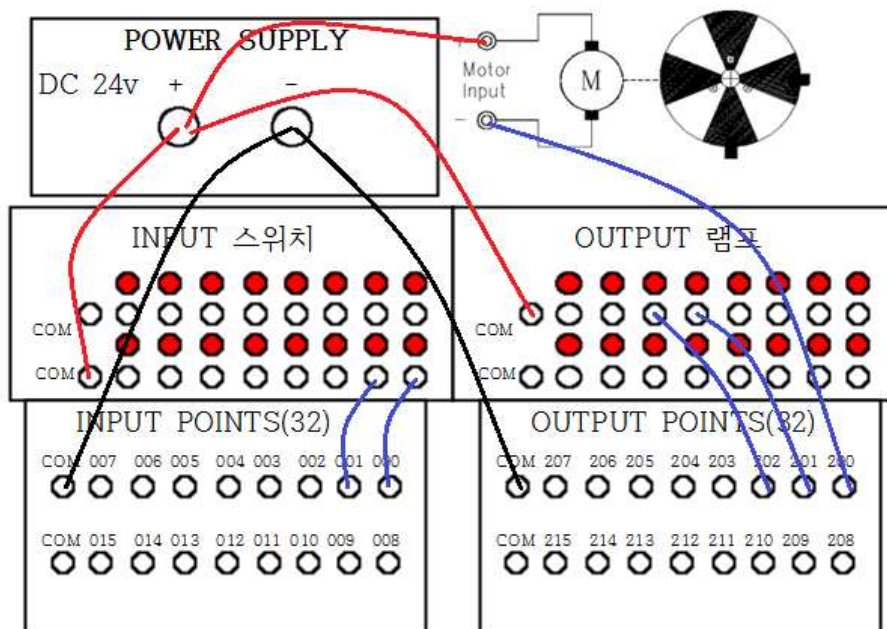 POWER SUPPLY
DC 24v + −
+
Motor
Input
−
M
INPUT 스위치
COM
COM
OUTPUT 램프
COM
COM
INPUT POINTS(32)
COM 007 006 005 004 003 002 001 000
COM 015 014 013 012 011 010 009 008
OUTPUT POINTS(32)
COM 207 206 205 204 203 202 201 200
COM 215 214 213 212 211 210 209 208